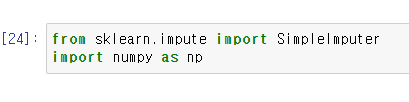 [24]: from sklearn.impute import SimpleImputer
import numpy as np